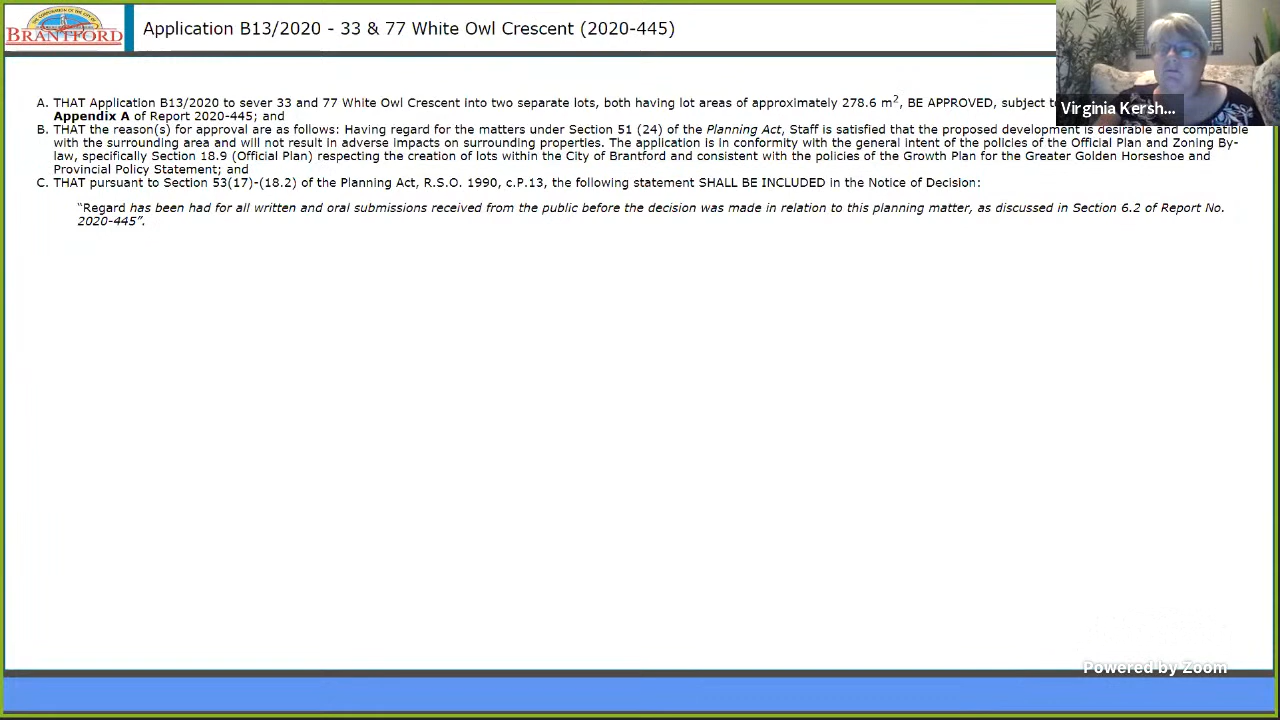 THE CORPORATION OF THE CITY OF
BRANTFORD
Application B13/2020 - 33 & 77 White Owl Crescent (2020-445)
Virginia Kersh...
A. THAT Application B13/2020 to sever 33 and 77 White Owl Crescent into two separate lots, both having lot areas of approximately 278.6 m², BE APPROVED, subject to
Appendix A of Report 2020-445; and
B. THAT the reason(s) for approval are as follows: Having regard for the matters under Section 51 (24) of the Planning Act, Staff is satisfied that the proposed development is desirable and compatible
with the surrounding area and will not result in adverse impacts on surrounding properties. The application is in conformity with the general intent of the policies of the Official Plan and Zoning By-
law, specifically Section 18.9 (Official Plan) respecting the creation of lots within the City of Brantford and consistent with the policies of the Growth Plan for the Greater Golden Horseshoe and
Provincial Policy Statement; and
C. THAT pursuant to Section 53(17)-(18.2) of the Planning Act, R.S.O. 1990, c.P.13, the following statement SHALL BE INCLUDED in the Notice of Decision:
“Regard has been had for all written and oral submissions received from the public before the decision was made in relation to this planning matter, as discussed in Section 6.2 of Report No.
2020-445”.
Powered by Zoom